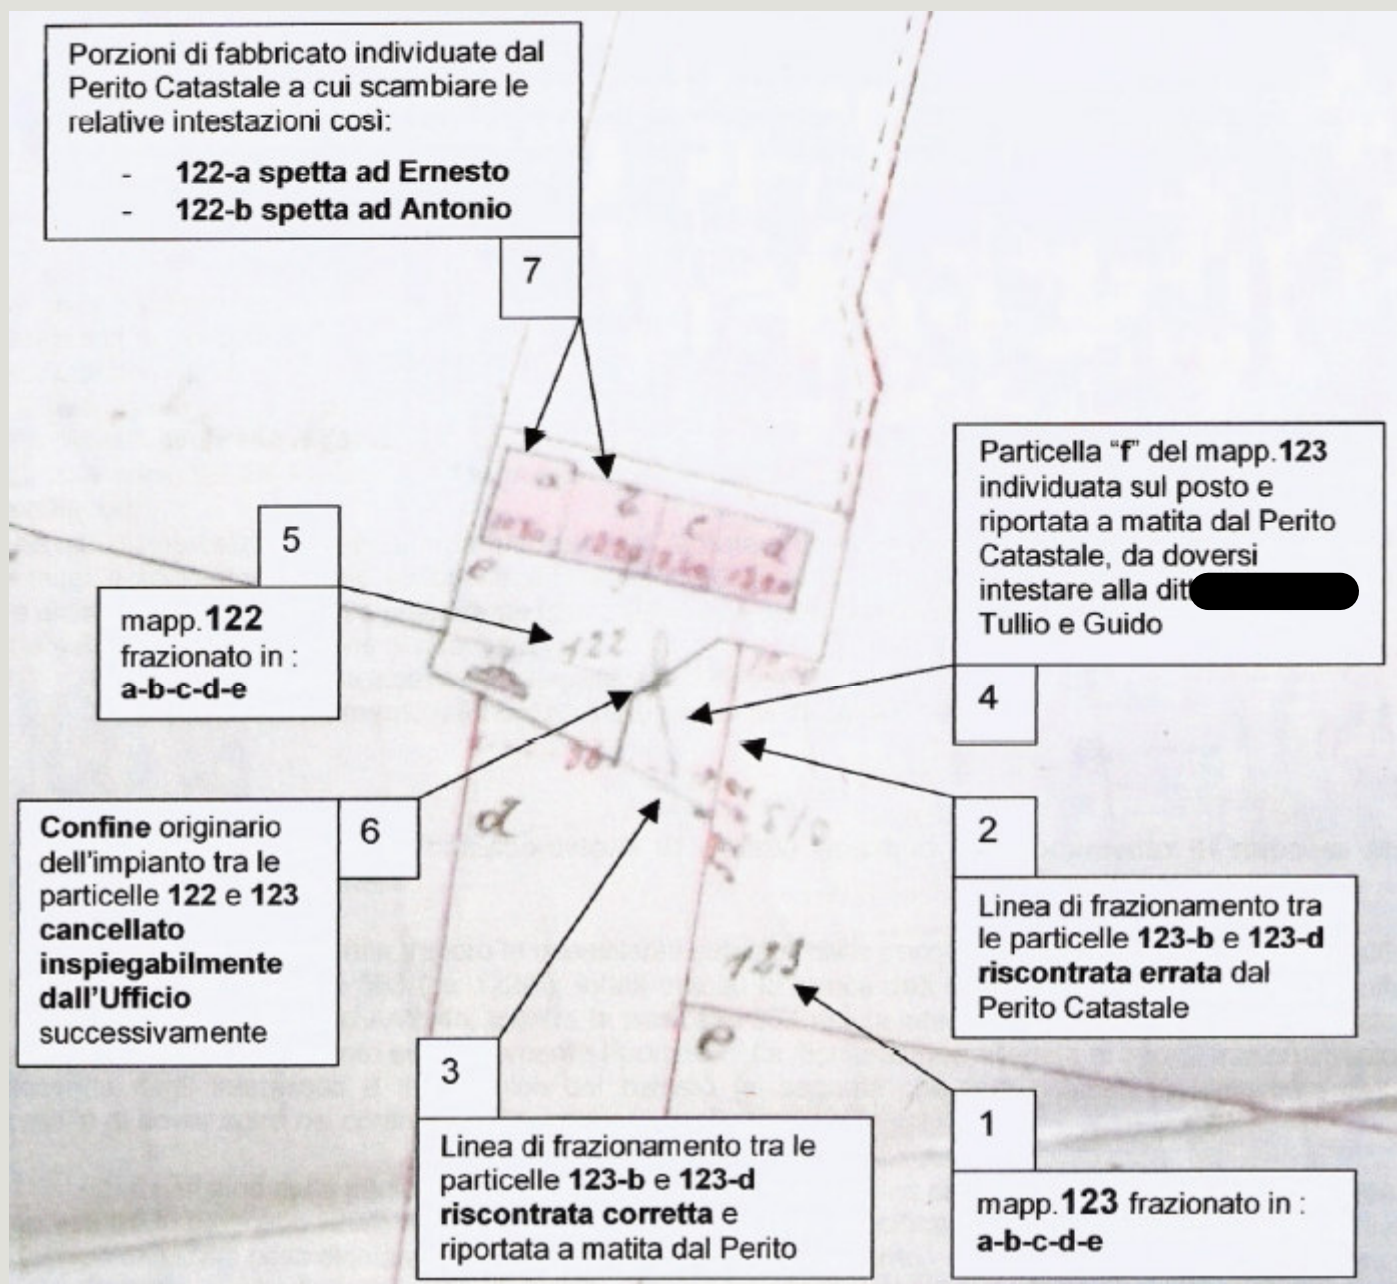 Porzioni di fabbricato individuate dal
Perito Catastale a cui scambiare le
relative intestazioni così:
- 122-a spetta ad Ernesto
- 122-b spetta ad Antonio
7
Particella “f” del mapp.123
individuata sul posto e
riportata a matita dal Perito
Catastale, da doversi
intestare alla
Tullio e Guido
4
5
mapp.122
frazionato in :
a-b-c-d-e
a
b
c
d
e
122
6
Confine originario
dell'impianto tra le
particelle 122 e 123
cancellato
inspiegabilmente
dall'Ufficio
successivamente
d
2
Linea di frazionamento tra
le particelle 123-b e 123-d
riscontrata errata dal
Perito Catastale
123
e
3
Linea di frazionamento tra le
particelle 123-b e 123-d
riscontrata corretta e
riportata a matita dal Perito
1
mapp.123 frazionato in :
a-b-c-d-e